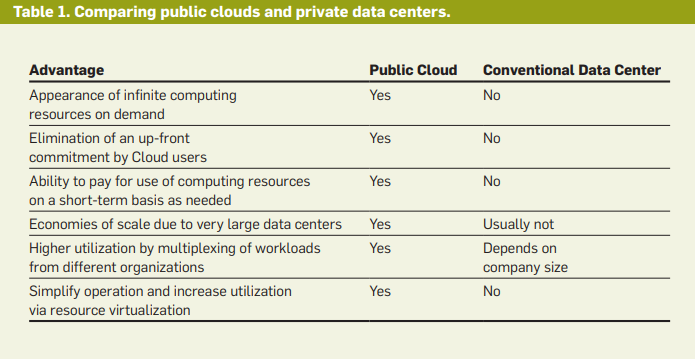 Table 1. Comparing public clouds and private data centers.
Advantage Public Cloud Conventional Data Center
Appearance of infinite computing Yes No
resources on demand
Elimination of an up-front Yes No
commitment by Cloud users
Ability to pay for use of computing resources Yes No
on a short-term basis as needed
Economies of scale due to very large data centers Yes Usually not
Higher utilization by multiplexing of workloads Yes Depends on
from different organizations company size
Simplify operation and increase utilization Yes No
via resource virtualization